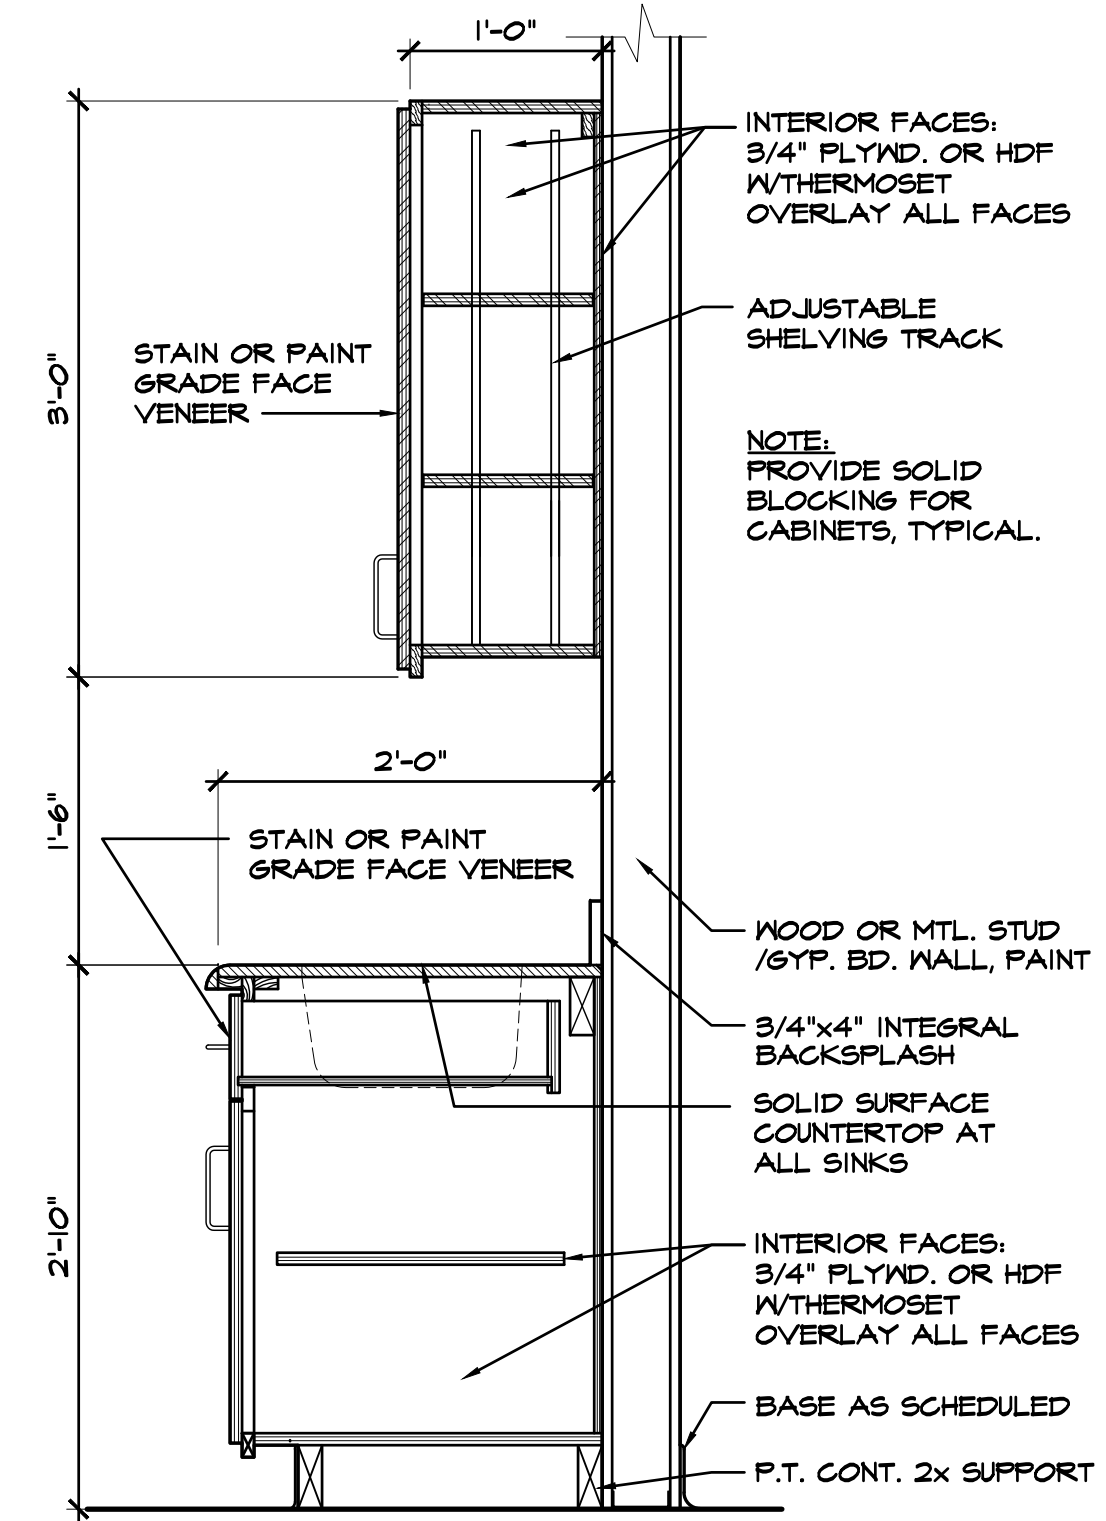 1'-0"
INTERIOR FACES:
3/4" PLYWD. OR HDF
W/THERMOSET
OVERLAY ALL FACES
ADJUSTABLE
SHELVING TRACK
STAIN OR PAINT
GRADE FACE
VENEER
3'-0"
NOTE:
PROVIDE SOLID
BLOCKING FOR
CABINETS, TYPICAL.
2'-0"
1'-6"
STAIN OR PAINT
GRADE FACE VENEER
WOOD OR MTL. STUD
/GYP. BD. WALL, PAINT
3/4"x4" INTEGRAL
BACKSPLASH
SOLID SURFACE
COUNTERTOP AT
ALL SINKS
2'-10"
INTERIOR FACES:
3/4" PLYWD. OR HDF
W/THERMOSET
OVERLAY ALL FACES
BASE AS SCHEDULED
P.T. CONT. 2x SUPPORT